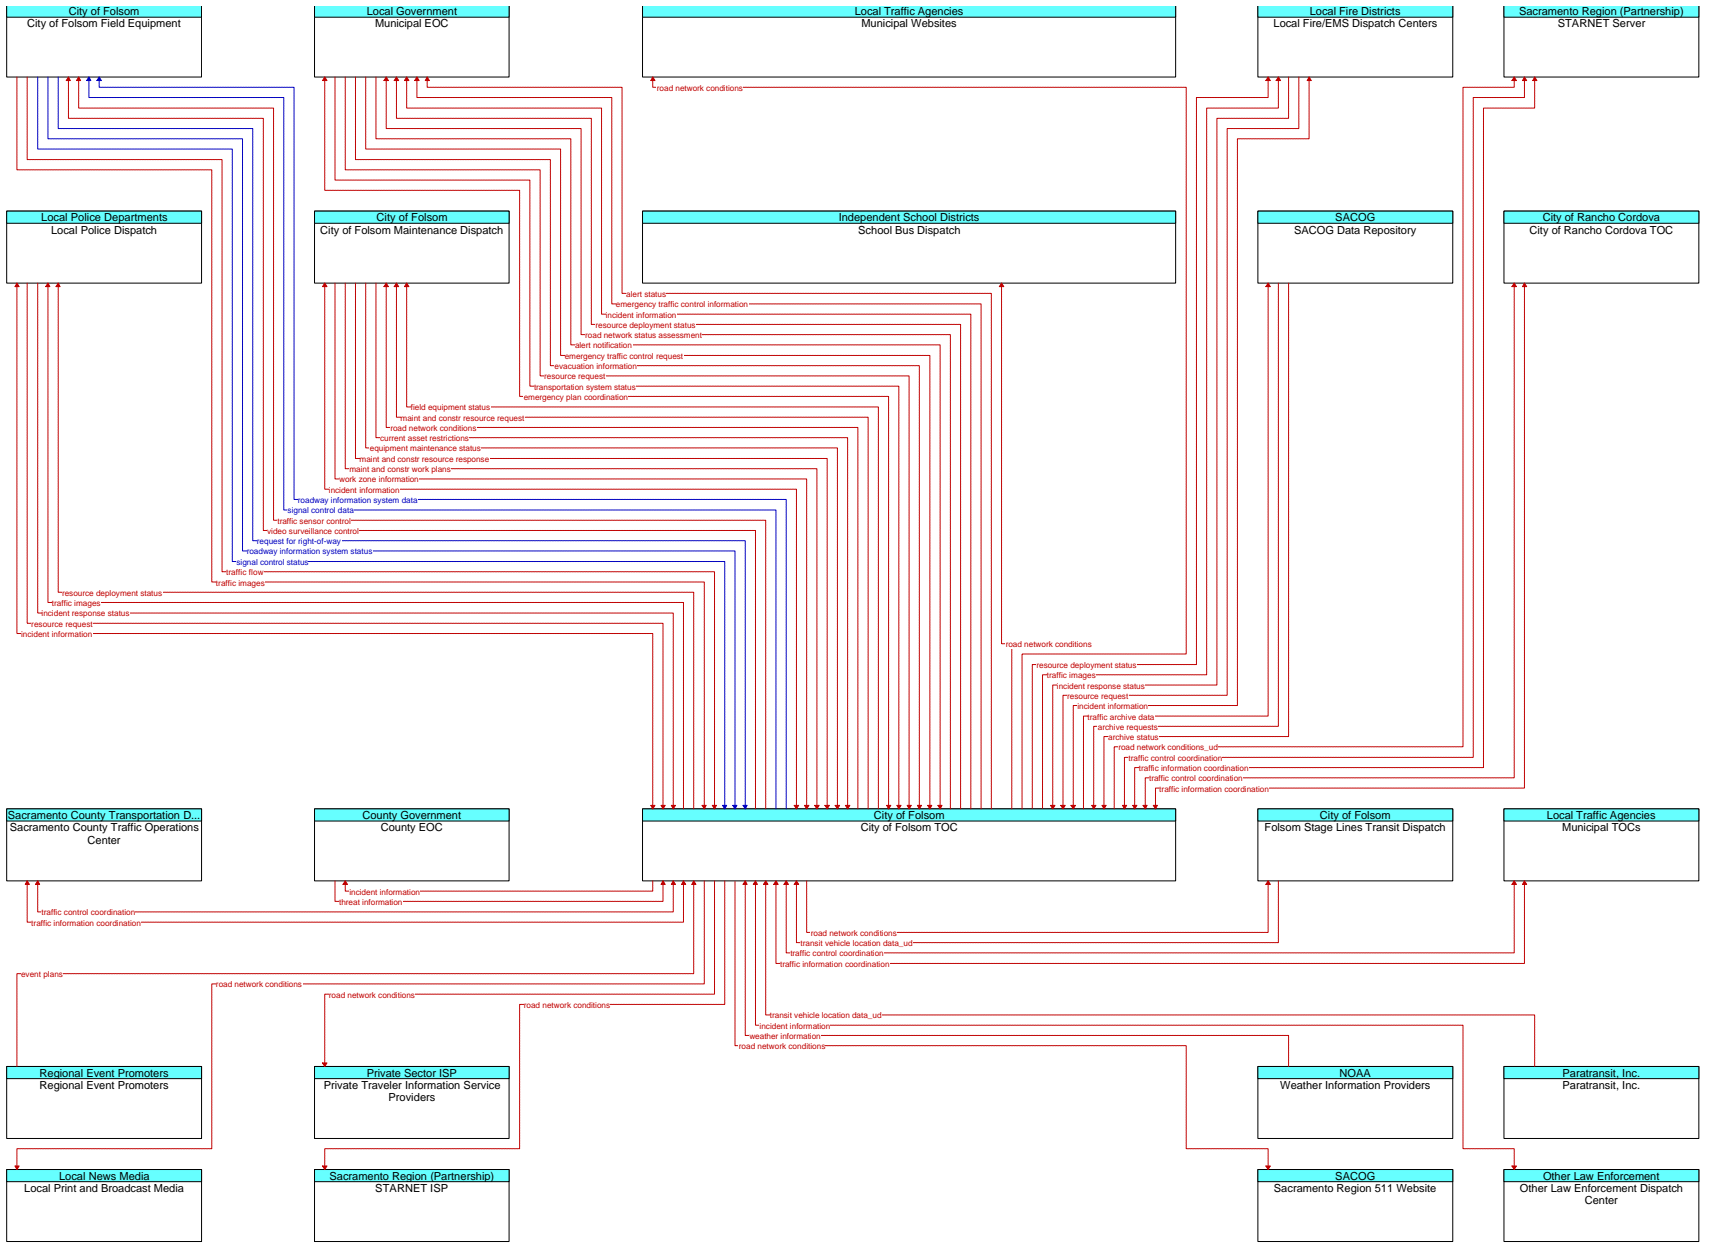 City of Folsom
City of Folsom Field Equipment
Local Government
Municipal EOC
Local Traffic Agencies
Municipal Websites
Local Fire Districts
Local Fire/EMS Dispatch Centers
Sacramento Region (Partnership)
STARNET Server
road network conditions
Local Police Departments
Local Police Dispatch
City of Folsom
City of Folsom Maintenance Dispatch
Independent School Districts
School Bus Dispatch
SACOG
SACOG Data Repository
City of Rancho Cordova
City of Rancho Cordova TOC
alert status
emergency traffic control information
incident information
resource deployment status
road network status assessment
alert notification
emergency traffic control request
evacuation information
resource request
transportation system status
emergency plan coordination
field equipment status
maint and constr resource request
road network conditions
current asset restrictions
equipment maintenance status
maint and constr resource response
maint and constr work plans
work zone information
incident information
roadway information system data
signal control data
traffic sensor control
video surveillance control
request for right-of-way
roadway information system status
signal control status
traffic flow
traffic images
resource deployment status
traffic images
incident response status
resource request
incident information
road network conditions
resource deployment status
traffic images
incident response status
resource request
incident information
traffic archive data
archive requests
archive status
road network conditions_ud
traffic control coordination
traffic information coordination
traffic control coordination
traffic information coordination
Sacramento County Transportation D...
Sacramento County Traffic Operations
Center
County Government
County EOC
City of Folsom
City of Folsom TOC
City of Folsom
Folsom Stage Lines Transit Dispatch
Local Traffic Agencies
Municipal TOCs
incident information
threat information
traffic control coordination
traffic information coordination
road network conditions
transit vehicle location data_ud
traffic control coordination
traffic information coordination
event plans
road network conditions
road network conditions
road network conditions
transit vehicle location data_ud
incident information
weather information
road network conditions
Regional Event Promoters
Regional Event Promoters
Private Sector ISP
Private Traveler Information Service
Providers
NOAA
Weather Information Providers
Paratransit, Inc.
Paratransit, Inc.
Local News Media
Local Print and Broadcast Media
Sacramento Region (Partnership)
STARNET ISP
SACOG
Sacramento Region 511 Website
Other Law Enforcement
Other Law Enforcement Dispatch
Center